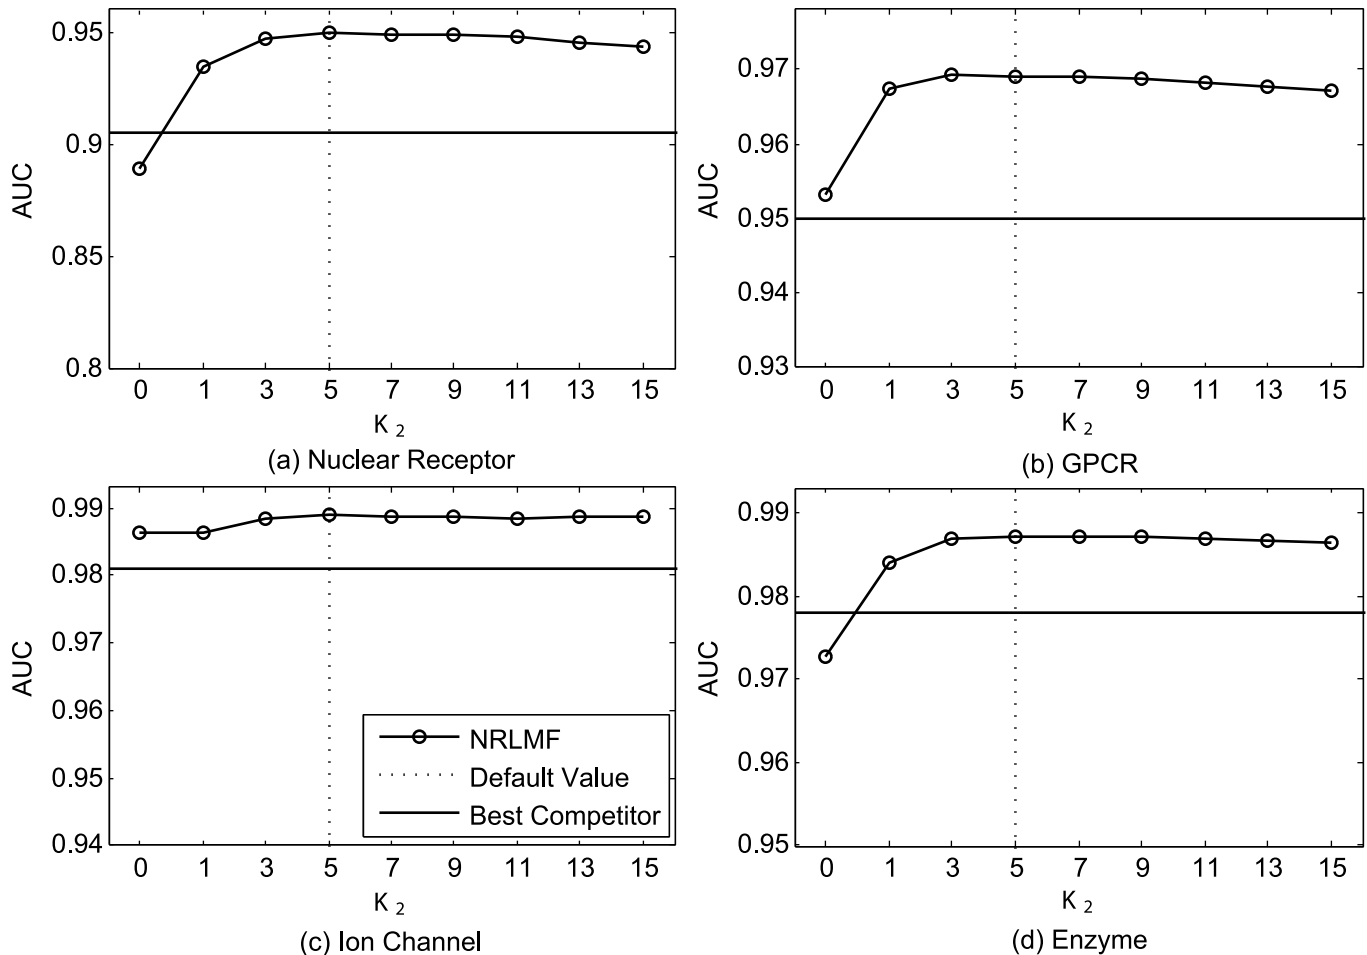 0.95
0.9
0.85
0.8
AUC
0 1 3 5 7 9 11 13 15
K 2
(a) Nuclear Receptor
0.97
0.96
0.95
0.94
0.93
AUC
0 1 3 5 7 9 11 13 15
K 2
(b) GPCR
0.99
0.98
0.97
0.96
0.95
0.94
AUC
NRLMF
Default Value
Best Competitor
0 1 3 5 7 9 11 13 15
K 2
(c) Ion Channel
0.99
0.98
0.97
0.96
0.95
AUC
0 1 3 5 7 9 11 13 15
K 2
(d) Enzyme